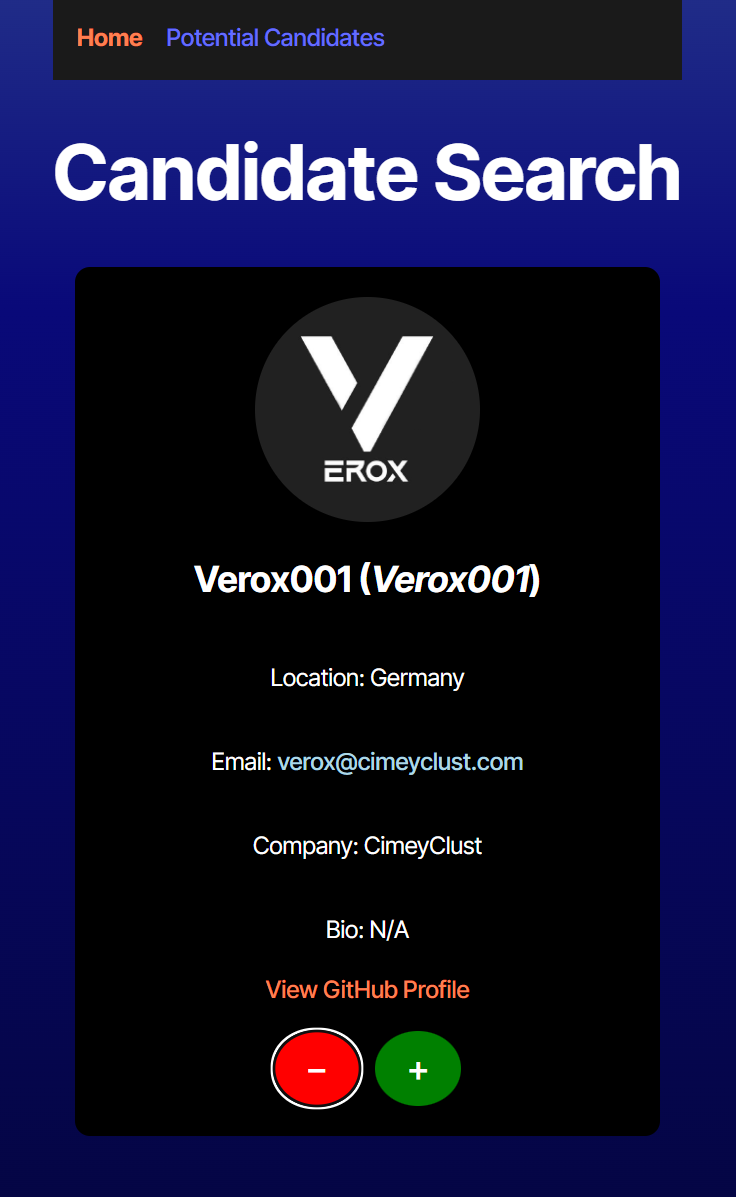 Home Potential Candidates
Candidate Search
V
EROX
Verox001 (Verox001)
Location: Germany
Email: verox@cimeyclust.com
Company: CimeyClust
Bio: N/A
View GitHub Profile
− +